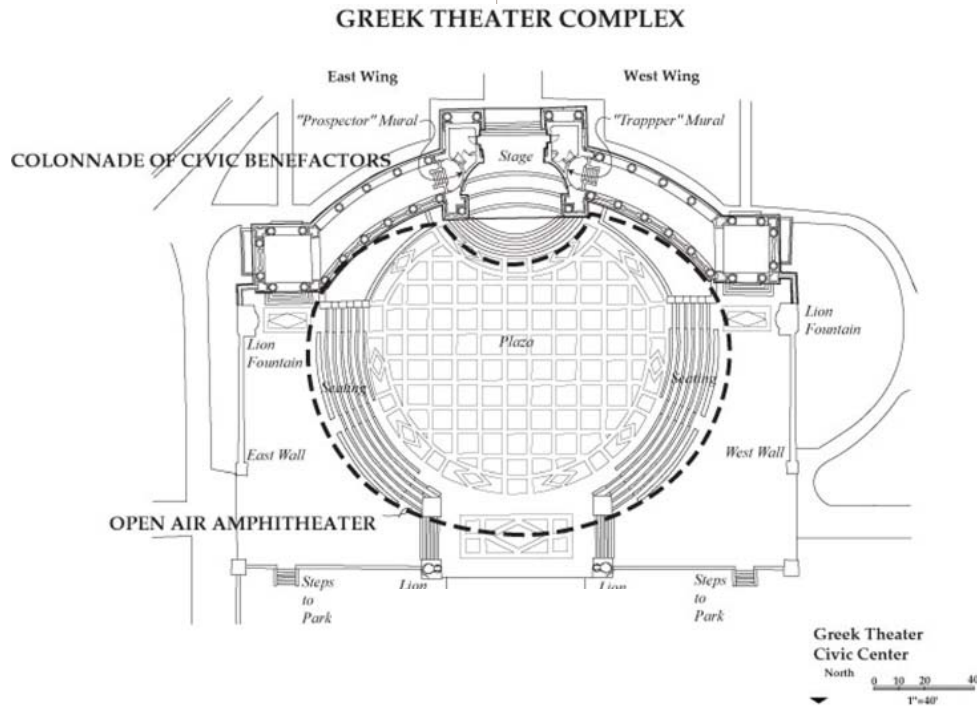 GREEK THEATER COMPLEX
East Wing
West Wing
"Prospector" Mural
"Trappper" Mural
COLONNADE OF CIVIC BENEFACTORS
Stage
Lion
Fountain
Plaza
Lion
Fountain
Seating
Seating
East Wall
West Wall
OPEN AIR AMPHITHEATER
Steps
to
Park
Lion
Lion
Steps
to
Park
Greek Theater
Civic Center
North
0 10 20 40
1"=40'